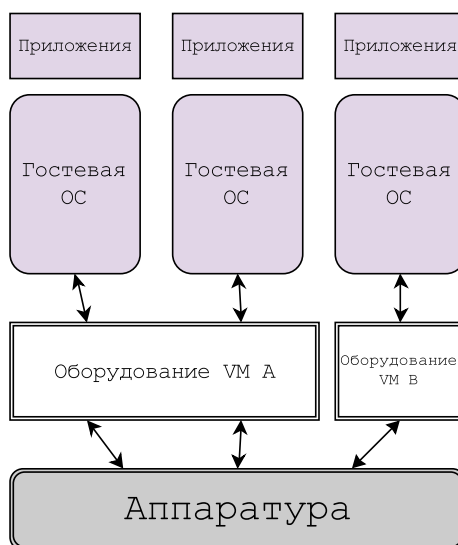 Приложения
Приложения
Приложения
Гостевая
ОС
Гостевая
ОС
Гостевая
ОС
Оборудование VM A
Оборудование
VM B
Аппаратура